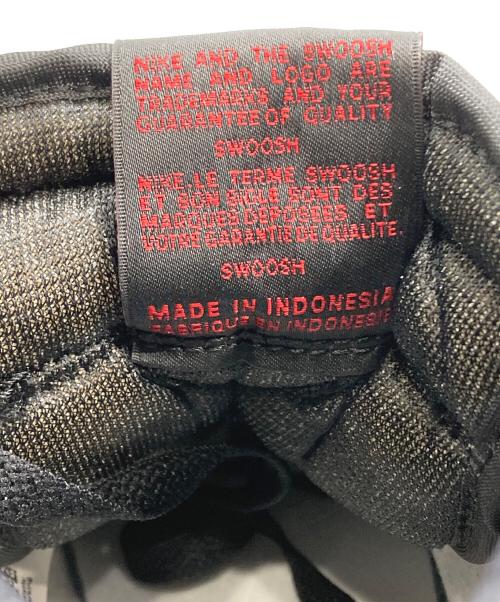 NIKE AND THE SWOOSH
NAME AND LOGO ARE
TRADEMARKS AND YOUR
GUARANTEE OF QUALITY
SWOOSH
NIKE.LE TERME SWOOSH
ET SON SIGLE SONT DES
MARQUES DEPOSEES ET
VOTRE GARANTIE DE QUALITE.
SWOOSH
MADE IN INDONESIA
FABRIQUE EN INDONESIE